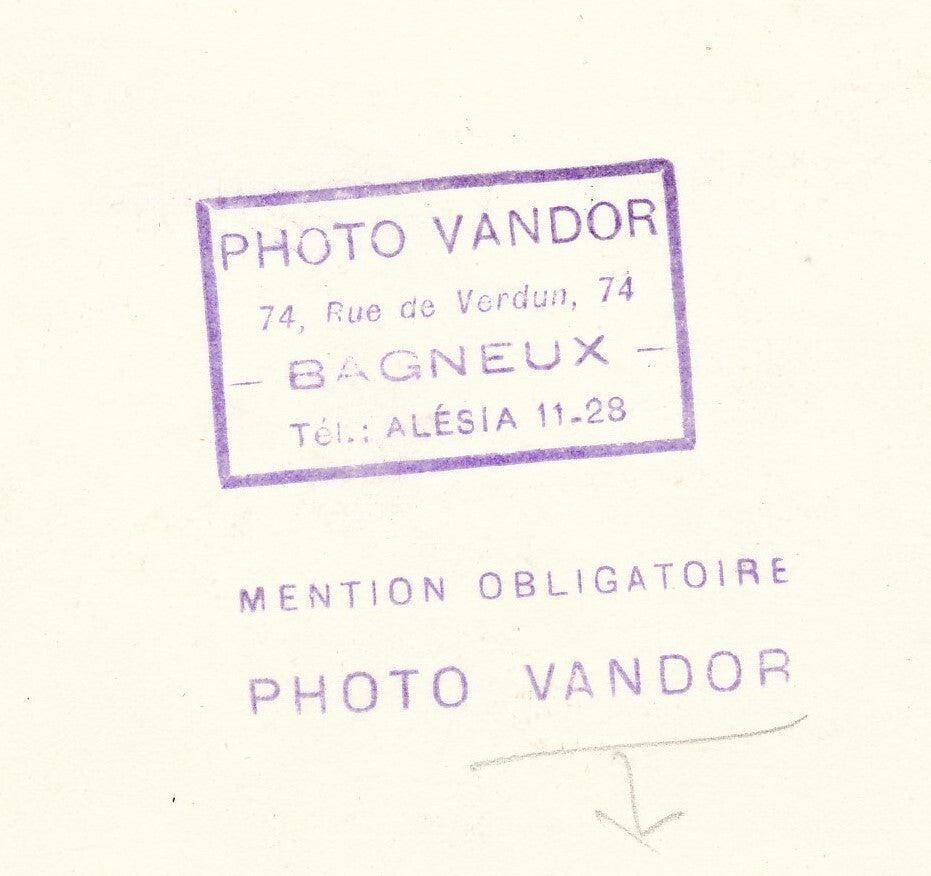 PHOTO VANDOR
74, Rue de Verdun, 74
- BAGNEUX -
Tél.: ALÉSIA 11-28
MENTION OBLIGATOIRE
PHOTO VANDOR